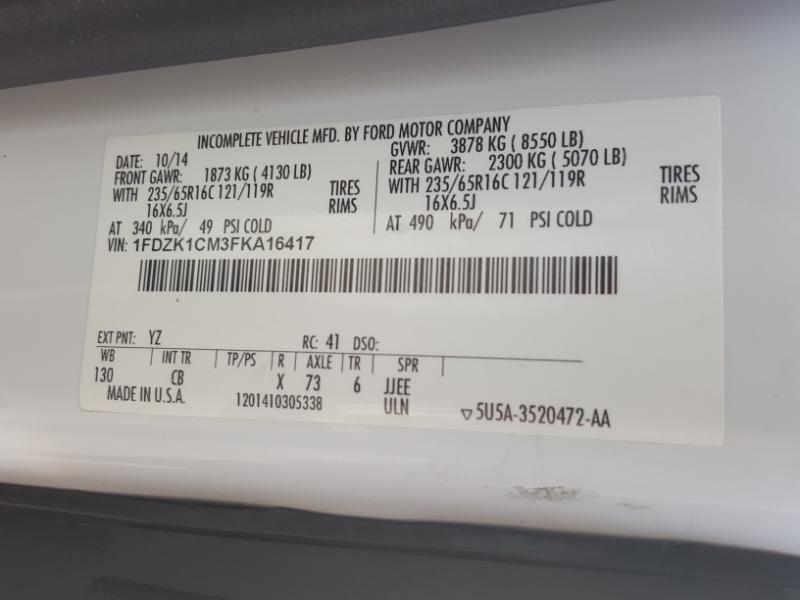 INCOMPLETE VEHICLE MFD. BY FORD MOTOR COMPANY
DATE: 10/14 GVWR: 3878 KG ( 8550 LB)
FRONT GAWR: 1873 KG ( 4130 LB) REAR GAWR: 2300 KG ( 5070 LB)
WITH 235/65R16C 121/119R TIRES WITH 235/65R16C 121/119R TIRES
16X6.5J RIMS 16X6.5J RIMS
AT 340 kPa/ 49 PSI COLD AT 490 kPa/ 71 PSI COLD
VIN: 1FDZK1CM3FKA16417
EXT PNT: YZ RC: 41 DSO:
WB INT TR TP/PS R AXLE TR SPR
130 CB X 73 6 JJEE
MADE IN U.S.A. 1201410305338 ULN ▽5U5A-3520472-AA